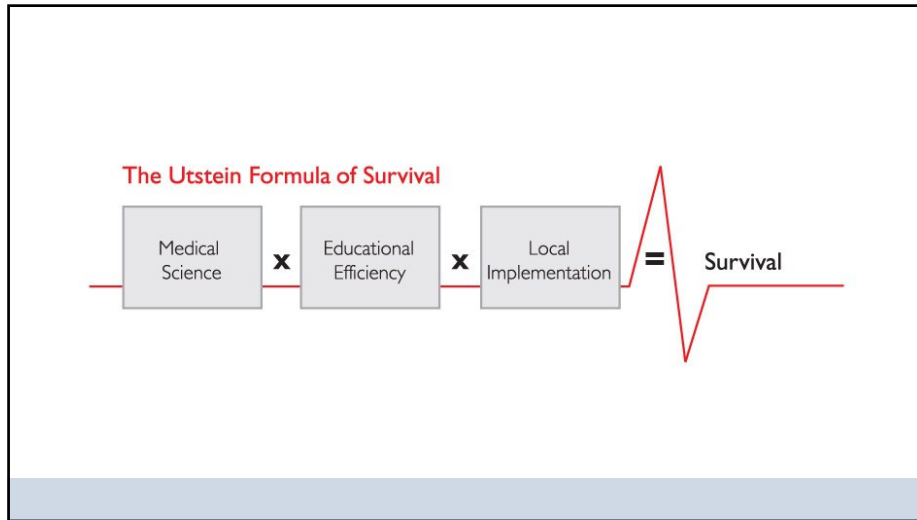 The Utstein Formula of Survival
Medical
Science
x
Educational
Efficiency
x
Local
Implementation
=
Survival